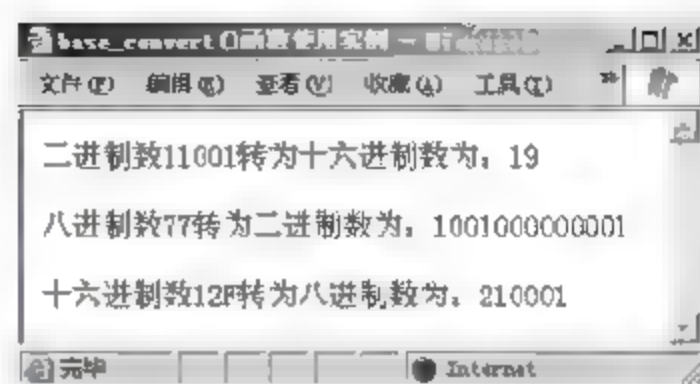 base_convert()函数使用实例 -
文件(F) 编辑(E) 查看(V) 收藏(A) 工具(T) »
二进制数11001转为十六进制数为：19
八进制数77转为二进制数为：1001000000001
十六进制数12F转为八进制数为：210001
完毕 Internet